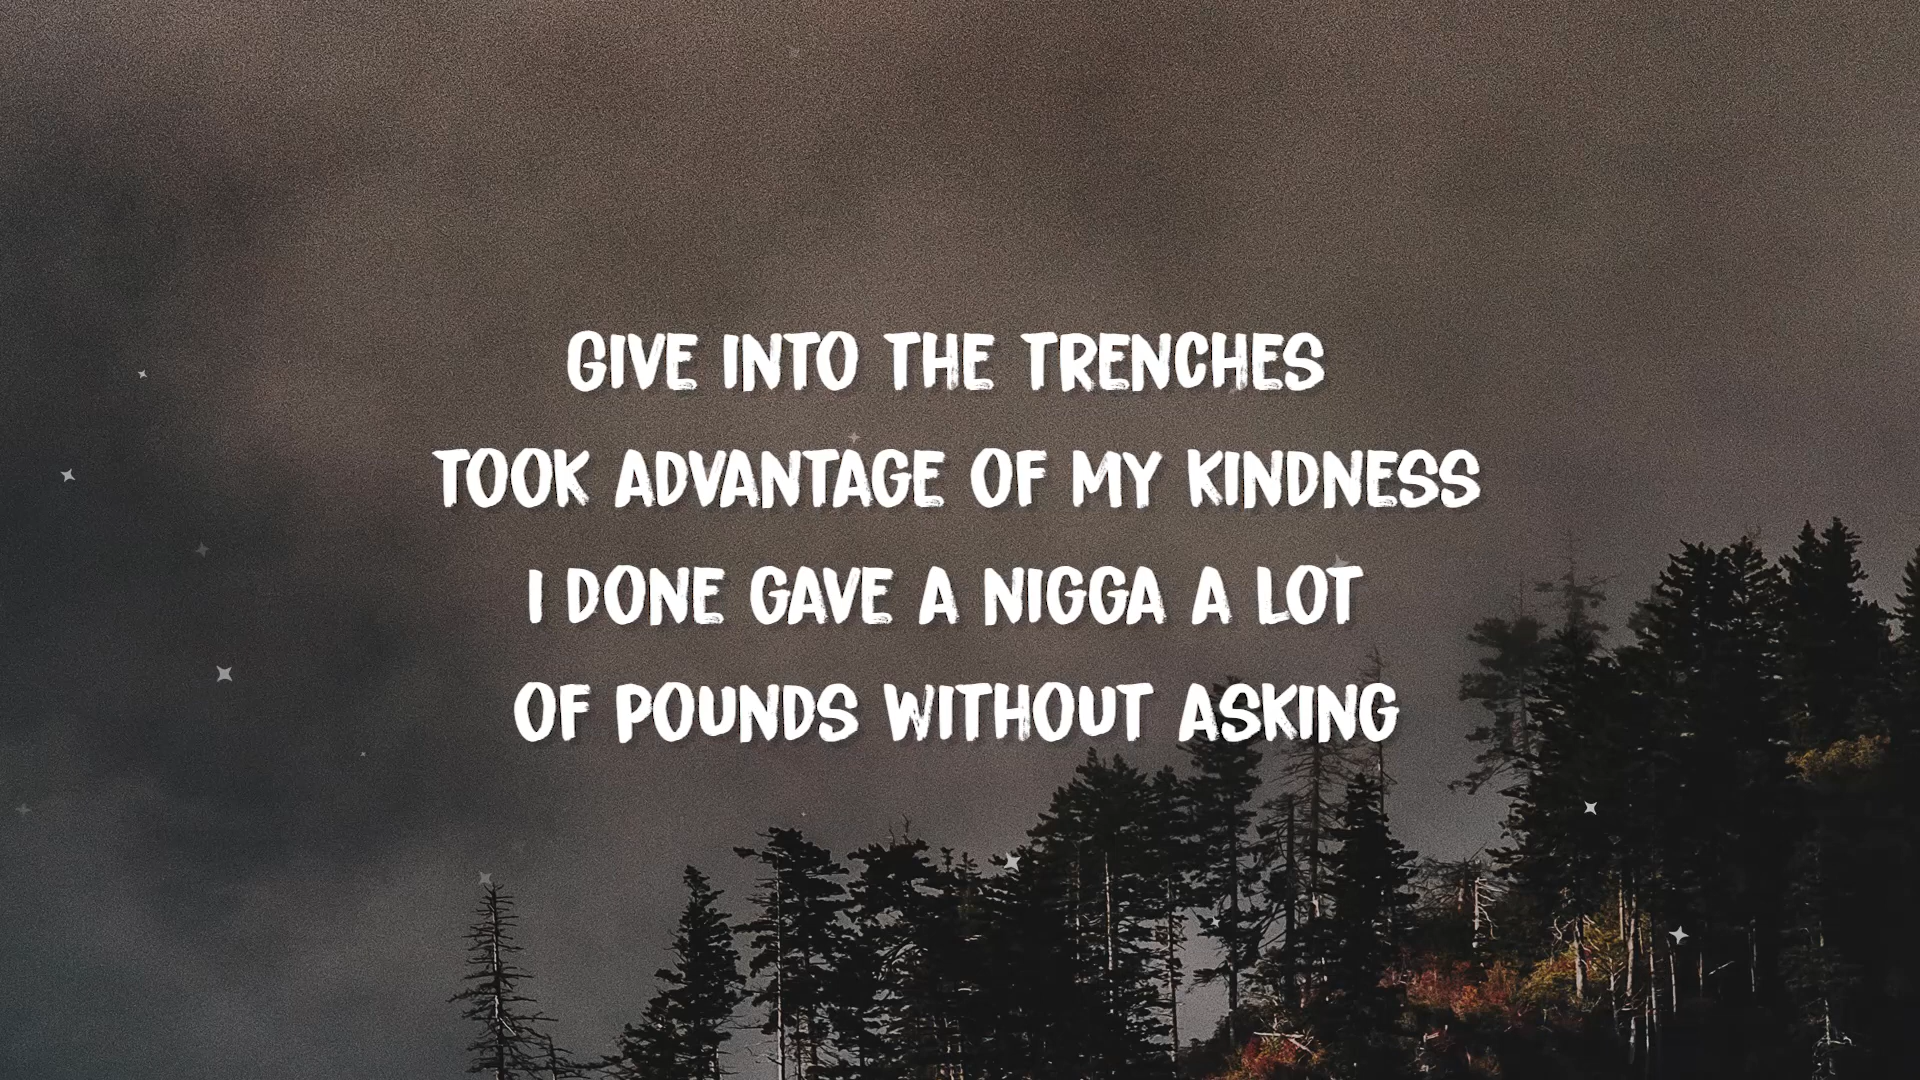 GIVE INTO THE TRENCHES
TOOK ADVANTAGE OF MY KINDNESS
I DONE GAVE A NIGGA A LOT
OF POUNDS WITHOUT ASKING